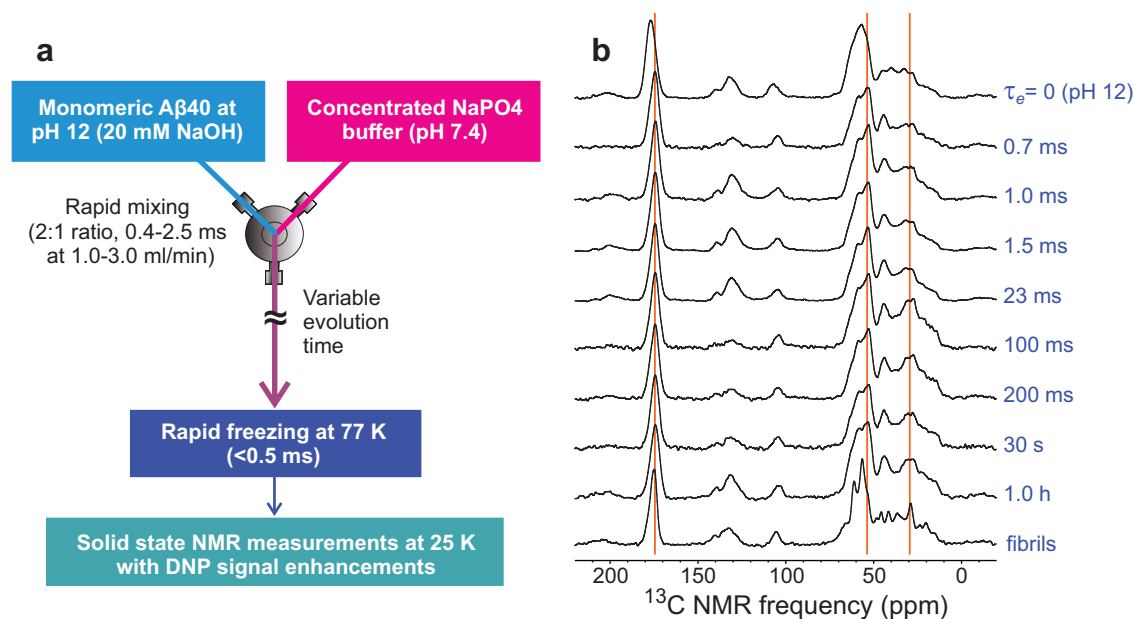 a
Monomeric Aβ40 at
pH 12 (20 mM NaOH)
Concentrated NaPO4
buffer (pH 7.4)
Rapid mixing
(2:1 ratio, 0.4-2.5 ms
at 1.0-3.0 ml/min)
≈
Variable
evolution
time
Rapid freezing at 77 K
(<0.5 ms)
Solid state NMR measurements at 25 K
with DNP signal enhancements
b
τe= 0 (pH 12)
0.7 ms
1.0 ms
1.5 ms
23 ms
100 ms
200 ms
30 s
1.0 h
fibrils
200 150 100 50 0
¹³C NMR frequency (ppm)